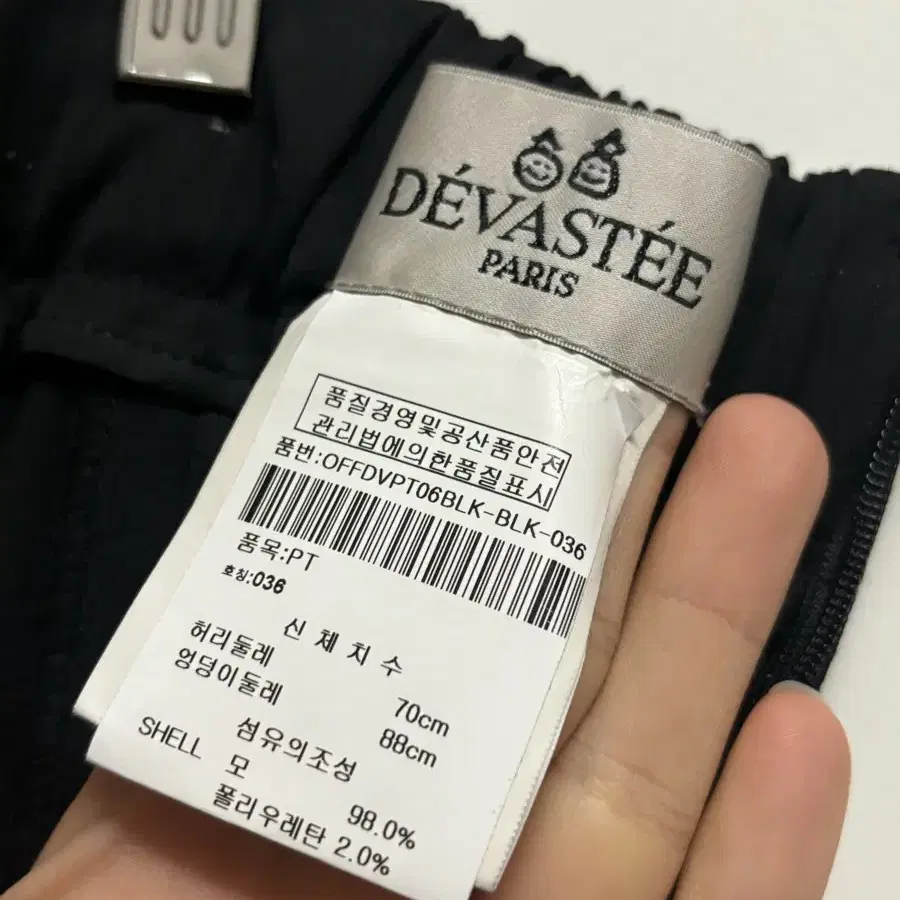 DÉVASTÉE
PARIS
품질경영및공산품안전
관리법에의한품질표시
품번:OFFDVPT06BLK-BLK-036
품목:PT
호칭:036
신 체 치 수
허리둘레 70cm
엉덩이둘레 88cm
섬유의조성
SHELL 모 98.0%
폴리우레탄 2.0%